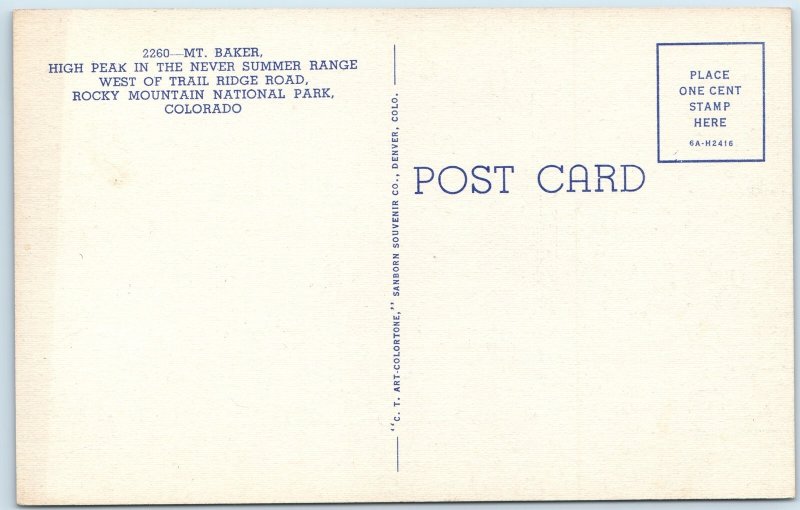 2260—MT. BAKER,
HIGH PEAK IN THE NEVER SUMMER RANGE
WEST OF TRAIL RIDGE ROAD,
ROCKY MOUNTAIN NATIONAL PARK,
COLORADO
"C. T. ART-COLORTONE," SANBORN SOUVENIR CO., DENVER, COLO.
POST CARD
PLACE
ONE CENT
STAMP
HERE
6A-H2416